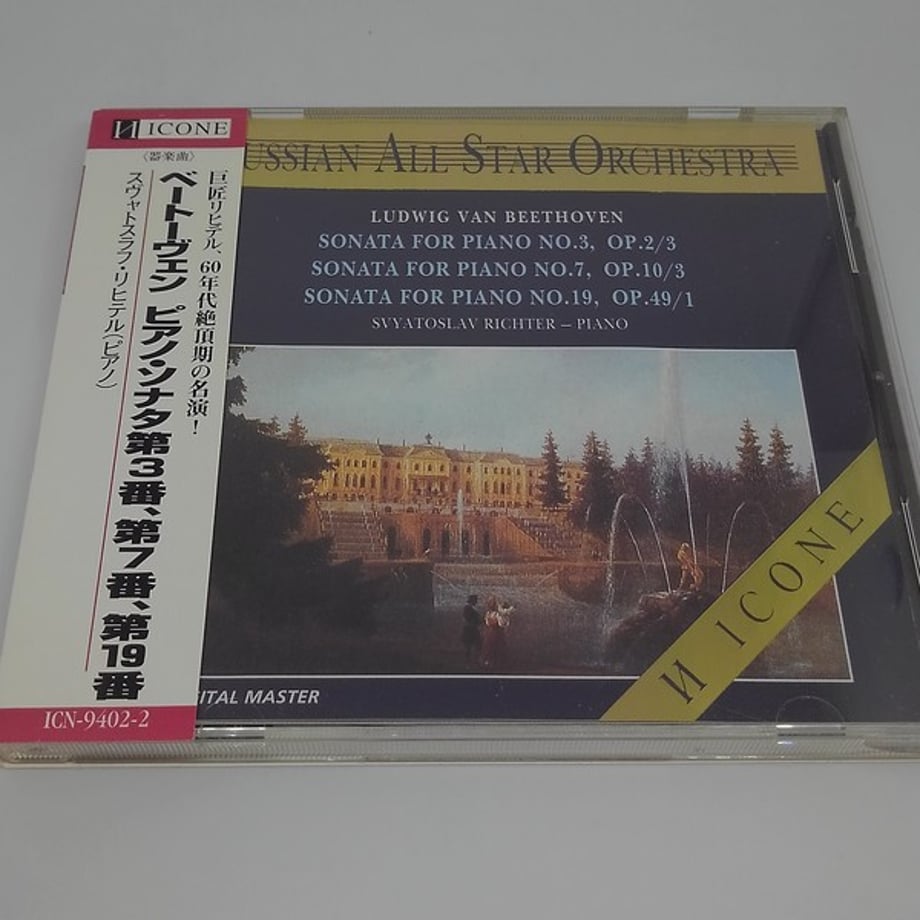 И ICONE
〈器楽曲〉
巨匠リヒテル、60年代絶頂期の名演!
ベートーヴェン ピアノ・ソナタ第3番、第7番、第19番
スヴャトスラフ・リヒテル(ピアノ)
ICN-9402-2
USSIAN ALL STAR ORCHESTRA
LUDWIG VAN BEETHOVEN
SONATA FOR PIANO NO.3, OP.2/3
SONATA FOR PIANO NO.7, OP.10/3
SONATA FOR PIANO NO.19, OP.49/1
SVYATOSLAV RICHTER – PIANO
ITAL MASTER
И ICONE